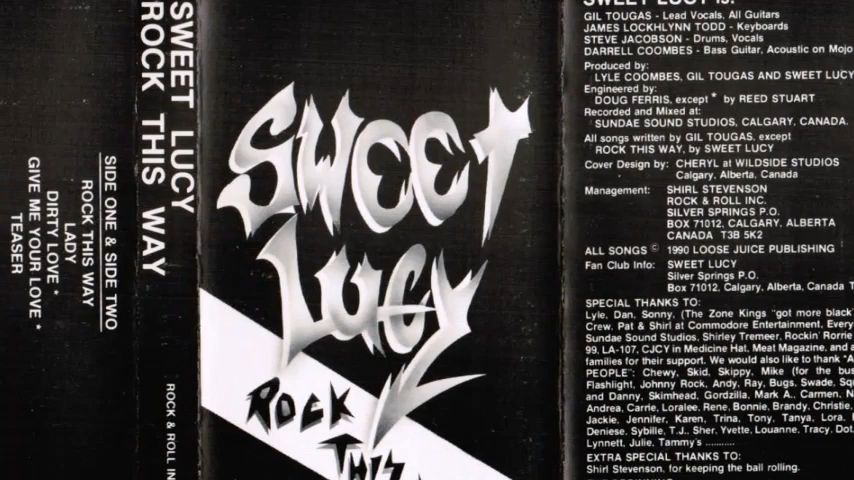 SIDE ONE & SIDE TWO
ROCK THIS WAY
LADY
DIRTY LOVE *
GIVE ME YOUR LOVE *
TEASER
SWEET LUCY
ROCK THIS WAY
ROCK & ROLL IN
SWEET
LUCY
ROCK
THIS
SWEET LUCY IS:
GIL TOUGAS - Lead Vocals, All Guitars
JAMES LOCKHLYNN TODD - Keyboards
STEVE JACOBSON - Drums, Vocals
DARRELL COOMBES - Bass Guitar, Acoustic on Mojo
Produced by:
LYLE COOMBES, GIL TOUGAS AND SWEET LUCY
Engineered by:
DOUG FERRIS, except * by REED STUART
Recorded and Mixed at:
SUNDAE SOUND STUDIOS, CALGARY, CANADA.
All songs written by GIL TOUGAS, except
ROCK THIS WAY, by SWEET LUCY
Cover Design by: CHERYL at WILDSIDE STUDIOS
Calgary, Alberta, Canada
Management: SHIRL STEVENSON
ROCK & ROLL INC.
SILVER SPRINGS P.O.
BOX 71012, CALGARY, ALBERTA
CANADA T3B 5K2
ALL SONGS © 1990 LOOSE JUICE PUBLISHING
Fan Club Info: SWEET LUCY
Silver Springs P.O.
Box 71012, Calgary, Alberta, Canada T
SPECIAL THANKS TO:
Lyle, Dan, Sonny, (The Zone Kings "got more black"
Crew, Pat & Shirl at Commodore Entertainment, Every
Sundae Sound Studios, Shirley Tremeer, Rockin' Rorrie
99, LA-107, CJCY in Medicine Hat, Meat Magazine, and a
families for their support. We would also like to thank "A
PEOPLE": Chewy, Skid, Skippy, Mike (for the bus
Flashlight, Johnny Rock, Andy, Ray, Bugs, Swade, Squ
and Danny, Skimhead, Gordzilla, Mark A., Carmen, N
Andrea, Carrie, Loralee, Rene, Bonnie, Brandy, Christie,
Jackie, Jennifer, Karen, Trina, Tony, Tanya, Lora,
Deniese, Sybille, T.J., Sher, Yvette, Louanne, Tracy, Dot,
Lynnett, Julie, Tammy's ..........
EXTRA SPECIAL THANKS TO:
Shirl Stevenson, for keeping the ball rolling.